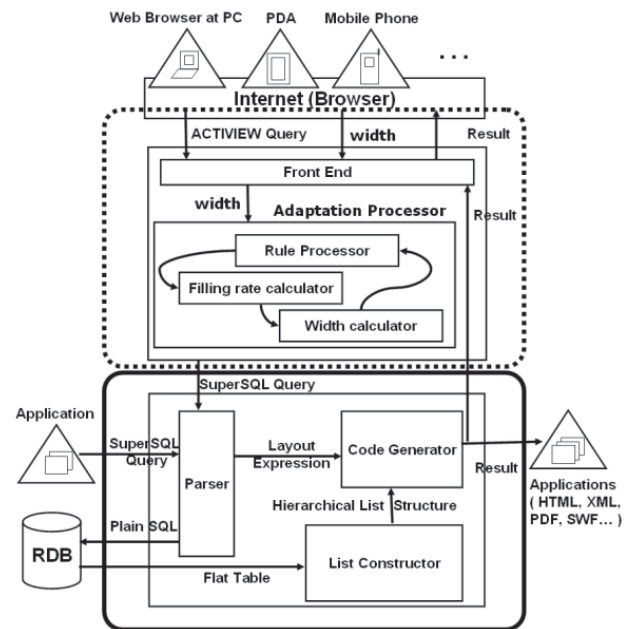 Web Browser at PC
PDA
Mobile Phone
...
Internet (Browser)
ACTIVIEW Query
width
Result
Front End
width
Adaptation Processor
Result
Rule Processor
Filling rate calculator
Width calculator
SuperSQL Query
Application
SuperSQL
Query
Parser
Layout
Expression
Code Generator
Result
Applications
( HTML, XML,
PDF, SWF... )
Hierarchical List Structure
Plain SQL
RDB
Flat Table
List Constructor